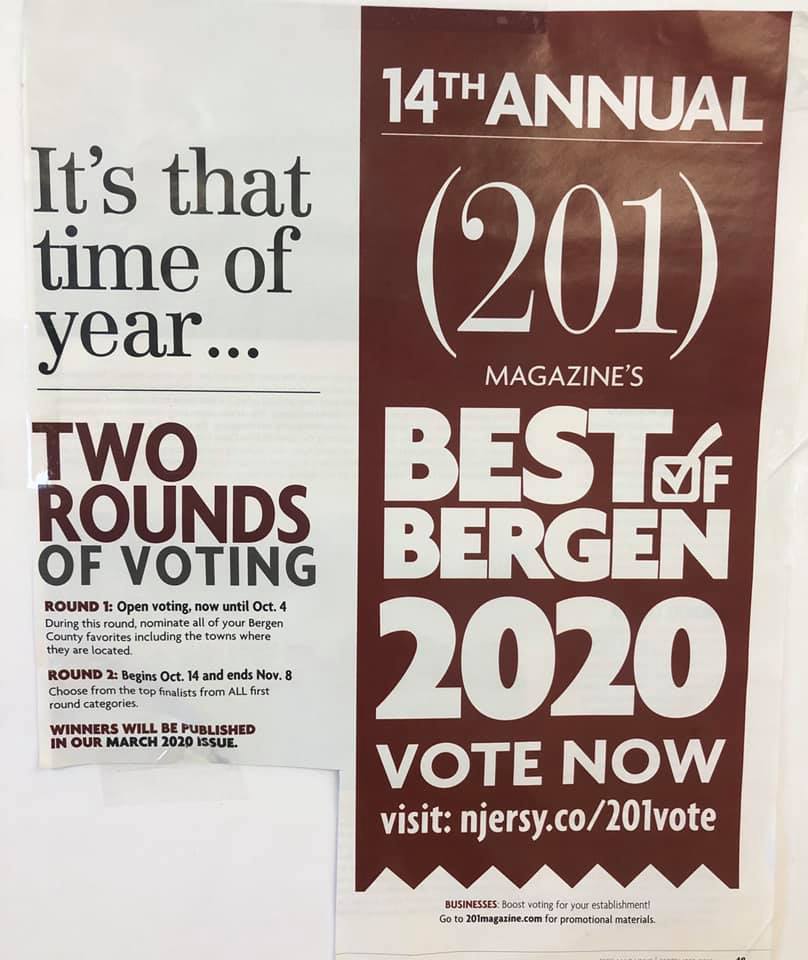 It's that
time of
year...
TWO
ROUNDS
OF VOTING
ROUND 1: Open voting, now until Oct. 4
During this round, nominate all of your Bergen
County favorites including the towns where
they are located.
ROUND 2: Begins Oct. 14 and ends Nov. 8
Choose from the top finalists from ALL first
round categories.
WINNERS WILL BE PUBLISHED
IN OUR MARCH 2020 ISSUE.
14TH ANNUAL
(201)
MAGAZINE'S
BEST OF
BERGEN
2020
VOTE NOW
visit: njersy.co/201vote
BUSINESSES: Boost voting for your establishment!
Go to 201magazine.com for promotional materials.